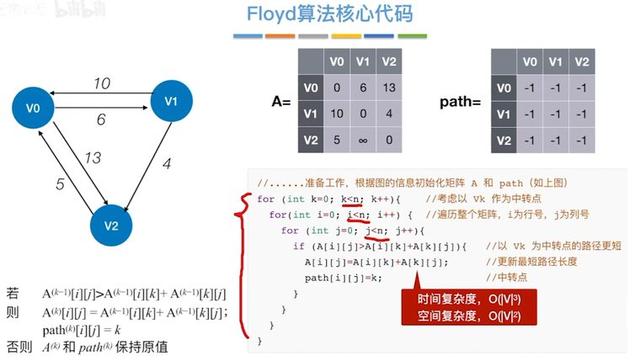 Floyd算法核心代码
10
V0
V1
6
13
4
5
V2
A=
V0 V1 V2
V0 0 6 13
V1 10 0 4
V2 5 ∞ 0
path=
V0 V1 V2
V0 -1 -1 -1
V1 -1 -1 -1
V2 -1 -1 -1
//......准备工作，根据图的信息初始化矩阵 A 和 path（如上图）
for (int k=0; k<n; k++){ //考虑以 Vk 作为中转点
for(int i=0; i<n; i++) { //遍历整个矩阵，i为行号，j为列号
for (int j=0; j<n; j++){
if (A[i][j]>A[i][k]+A[k][j]){ //以 Vk 为中转点的路径更短
A[i][j]=A[i][k]+A[k][j]; //更新最短路径长度
path[i][j]=k; //中转点
}
}
}
}
时间复杂度，O(|V|³)
空间复杂度，O(|V|²)
若 A⁽ᵏ⁻¹⁾[i][j]>A⁽ᵏ⁻¹⁾[i][k]+A⁽ᵏ⁻¹⁾[k][j]
则 A⁽ᵏ⁾[i][j] = A⁽ᵏ⁻¹⁾[i][k]+A⁽ᵏ⁻¹⁾[k][j];
path⁽ᵏ⁾[i][j] = k
否则 A⁽ᵏ⁾ 和 path⁽ᵏ⁾ 保持原值